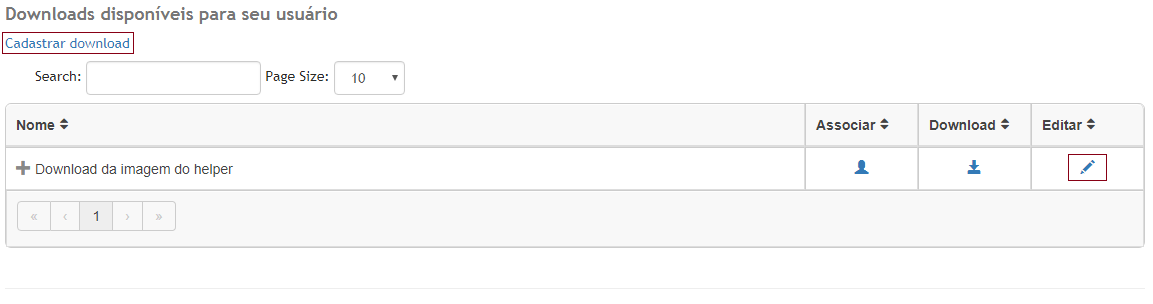 Downloads disponíveis para seu usuário
Cadastrar download
Search: Page Size: 10
Nome Associar Download Editar
Download da imagem do helper
« ‹ 1 › »